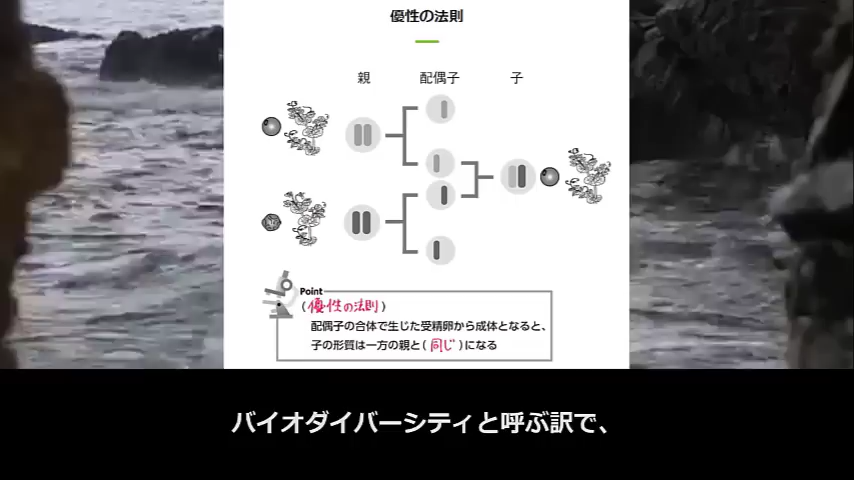 優性の法則
親 配偶子 子
Point
(優性の法則)
配偶子の合体で生じた受精卵から成体となると、
子の形質は一方の親と(同じ)になる
バイオダイバーシティと呼ぶ訳で、